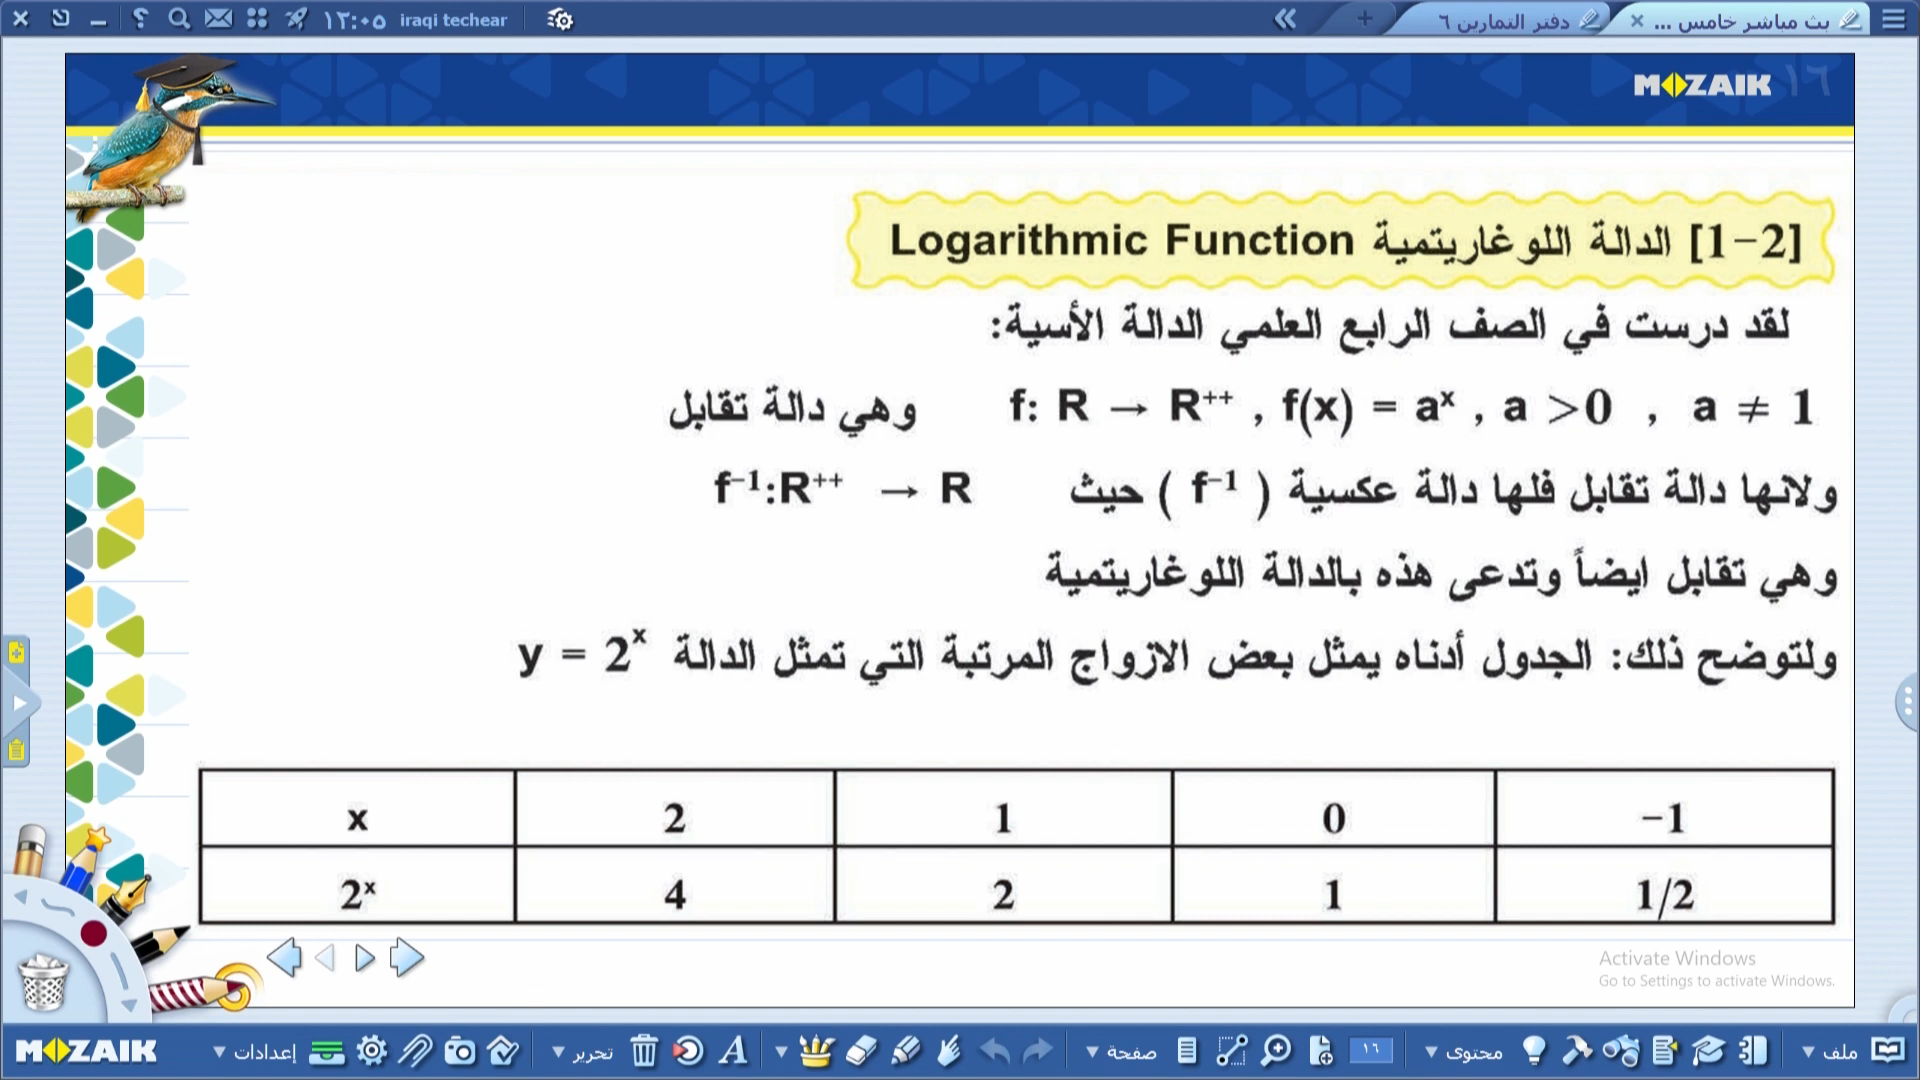 iraqi techear ١٢:٠٥
دفتر التمارين ٦
بث مباشر خامس ...
MOZAIK ١٦
[1-2] الدالة اللوغاريتمية Logarithmic Function
لقد درست في الصف الرابع العلمي الدالة الأسية:
f: R → R⁺⁺ , f(x) = aˣ , a >0 , a ≠ 1 وهي دالة تقابل
ولانها دالة تقابل فلها دالة عكسية ( f⁻¹ ) حيث f⁻¹:R⁺⁺ → R
وهي تقابل ايضاً وتدعى هذه بالدالة اللوغاريتمية
ولتوضح ذلك: الجدول أدناه يمثل بعض الازواج المرتبة التي تمثل الدالة y = 2ˣ
x 2 1 0 −1
2ˣ 4 2 1 1/2
Activate Windows
Go to Settings to activate Windows.
MOZAIK إعدادات تحرير صفحة ١٦ محتوى ملف